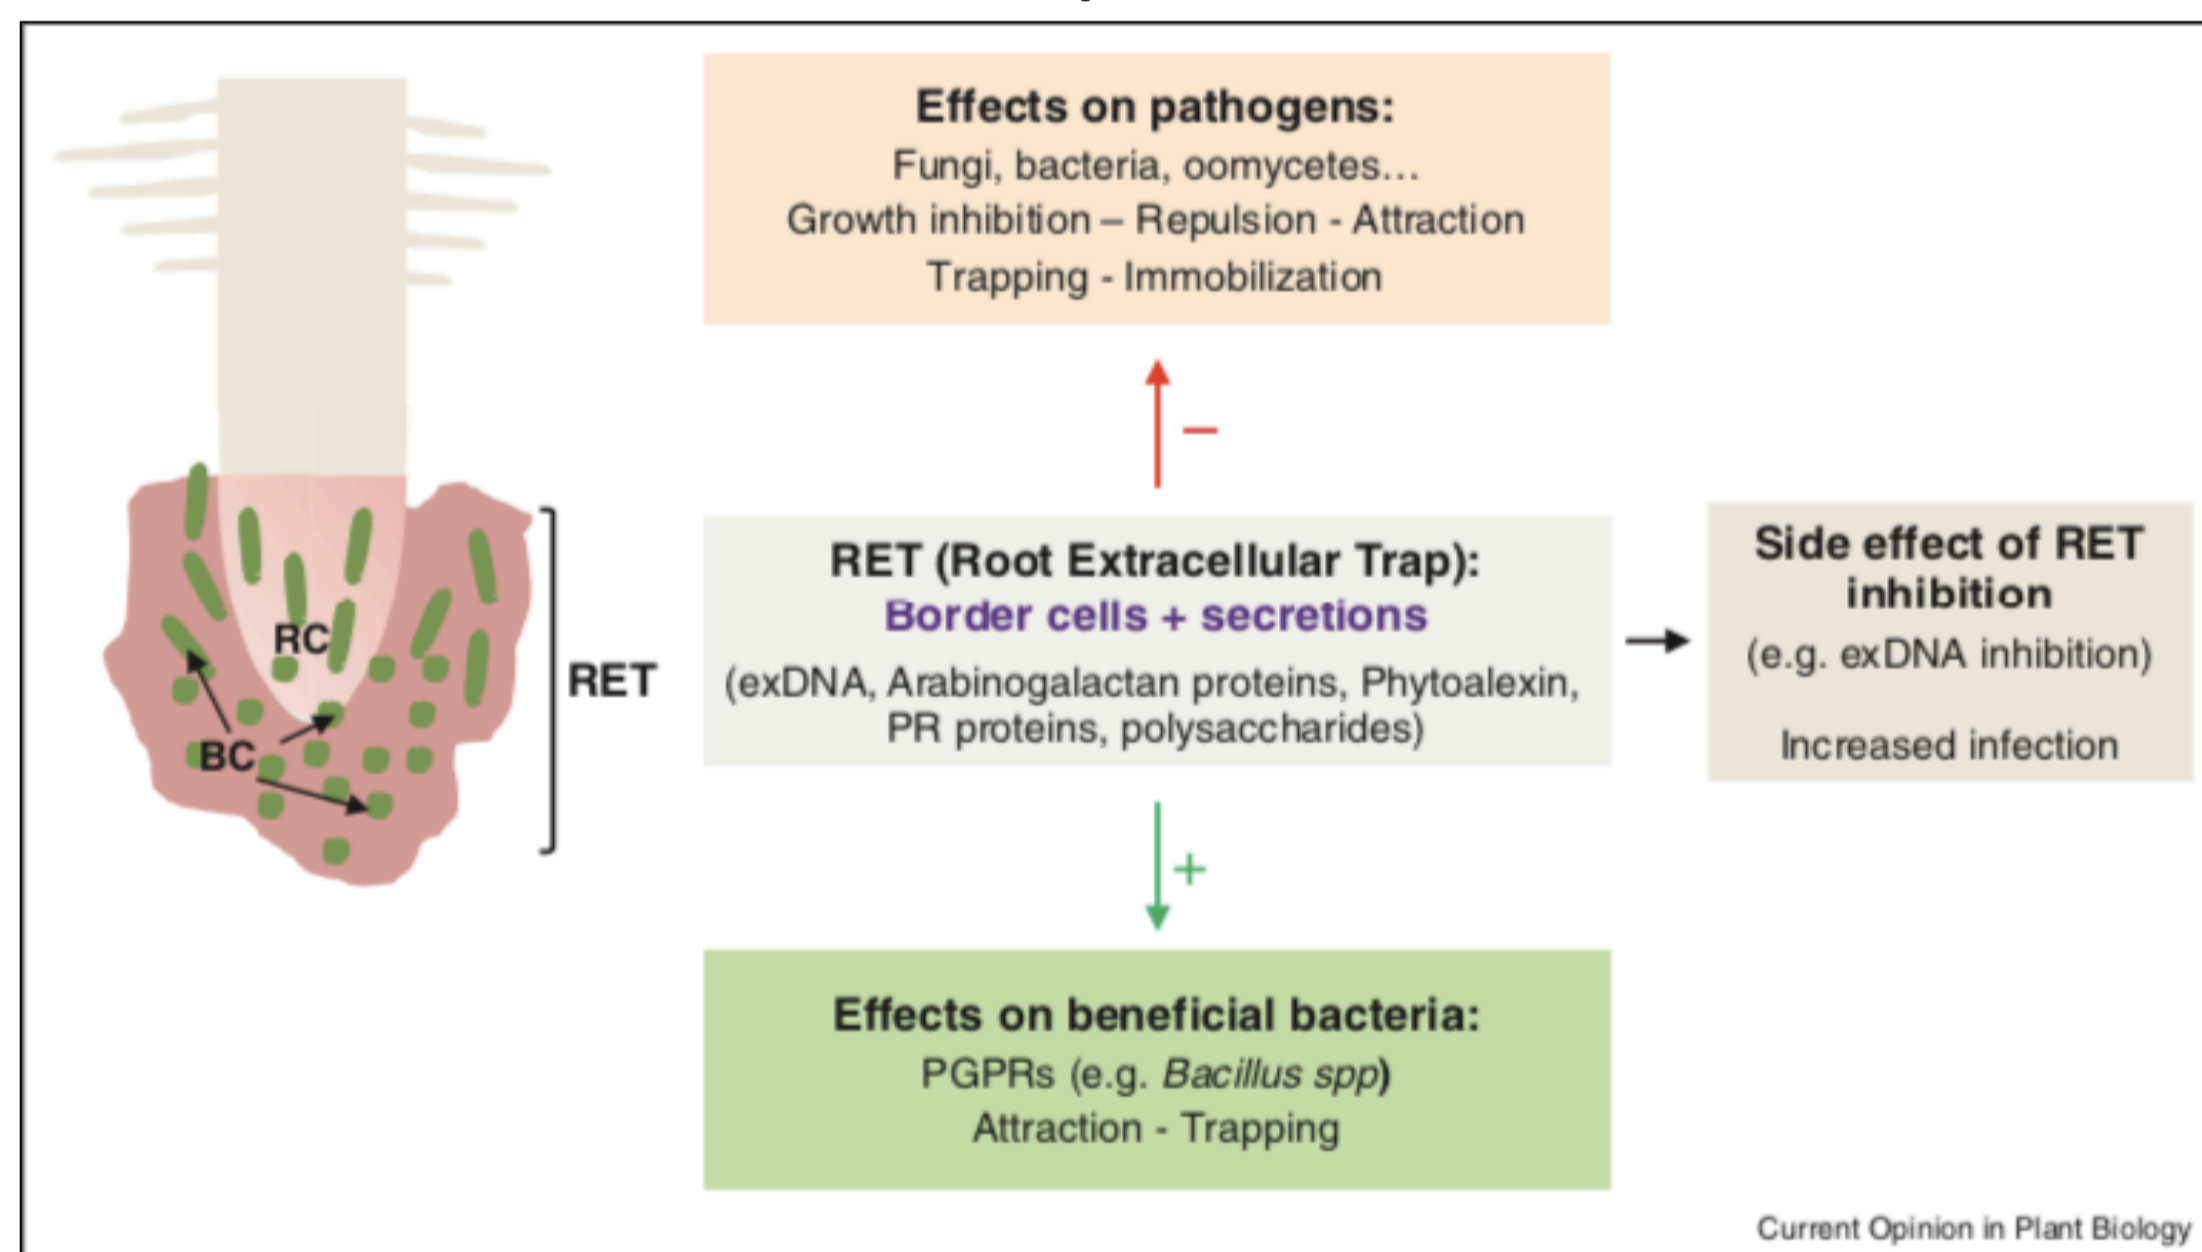 Effects on pathogens:
Fungi, bacteria, oomycetes…
Growth inhibition – Repulsion - Attraction
Trapping - Immobilization
–
RC
BC
RET
RET (Root Extracellular Trap):
Border cells + secretions
(exDNA, Arabinogalactan proteins, Phytoalexin,
PR proteins, polysaccharides)
Side effect of RET
inhibition
(e.g. exDNA inhibition)
Increased infection
+
Effects on beneficial bacteria:
PGPRs (e.g. Bacillus spp)
Attraction - Trapping
Current Opinion in Plant Biology